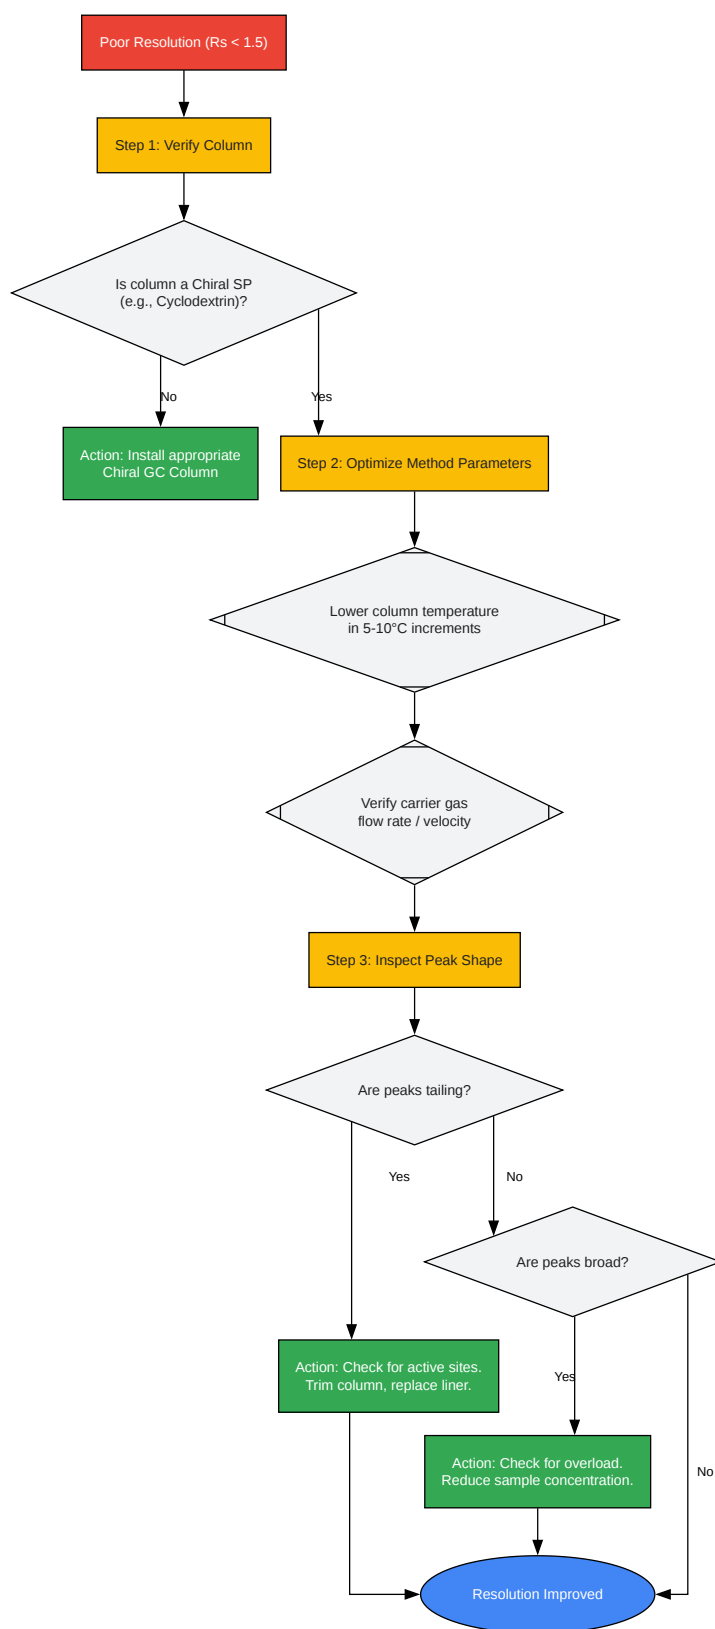 Poor Resolution (Rs < 1.5)
Step 1: Verify Column
Is column a Chiral SP
(e.g., Cyclodextrin)?
No
Yes
Action: Install appropriate
Chiral GC Column
Step 2: Optimize Method Parameters
Lower column temperature
in 5-10°C increments
Verify carrier gas
flow rate / velocity
Step 3: Inspect Peak Shape
Are peaks tailing?
Yes
No
Are peaks broad?
Action: Check for active sites.
Trim column, replace liner.
Yes
Action: Check for overload.
Reduce sample concentration.
No
Resolution Improved